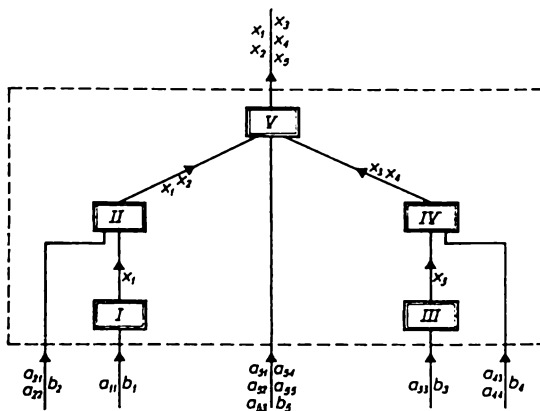 x₁ x₃
x₂ x₄
x₅
V
x₁ x₂
x₃ x₄
II
IV
x₁
x₃
I
III
a₂₁
a₂₂ b₂
a₁₁ b₁
a₅₁ a₅₄
a₅₂ a₅₅
a₅₃ b₅
a₃₃ b₃
a₄₃
a₄₄ b₄